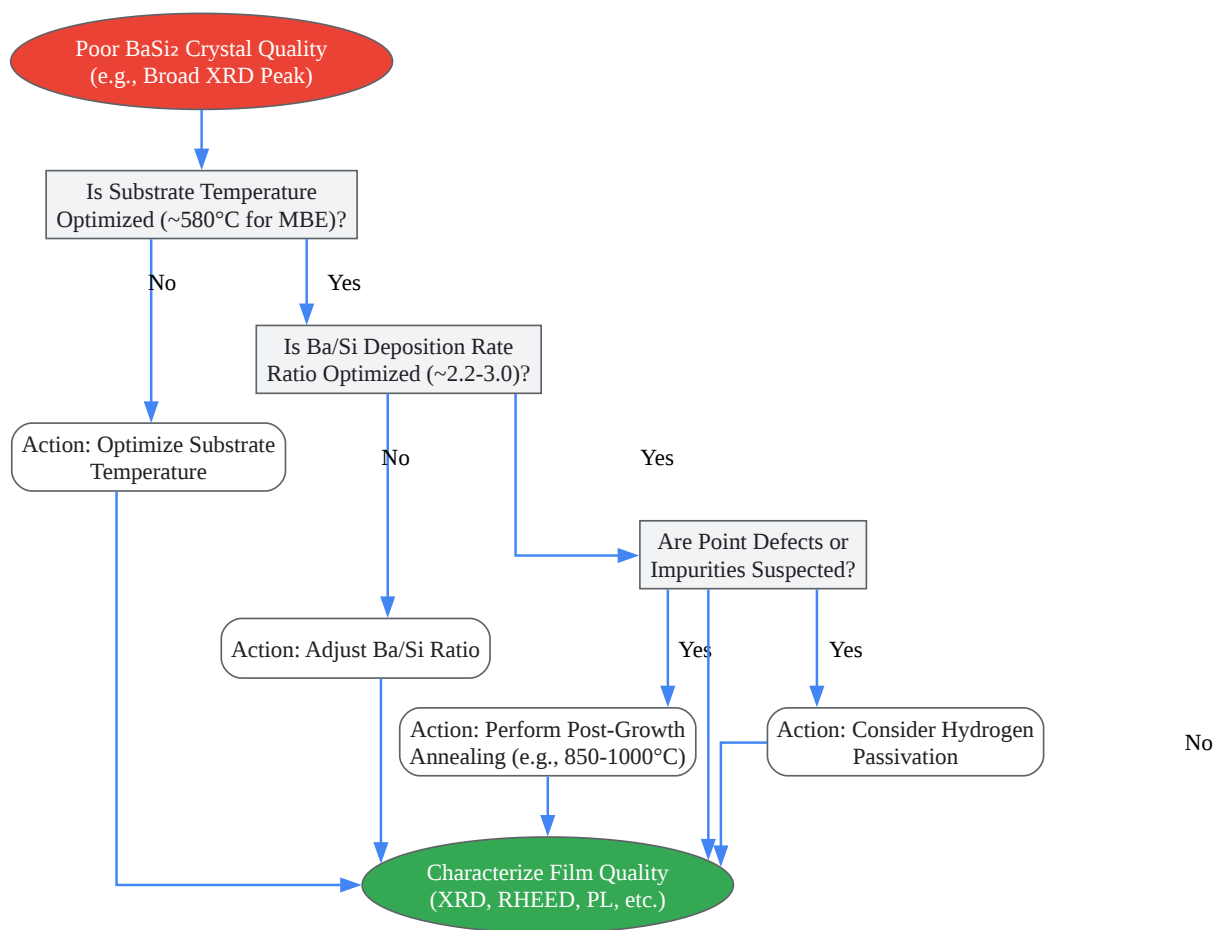 Poor BaSi₂ Crystal Quality
(e.g., Broad XRD Peak)
Is Substrate Temperature
Optimized (~580°C for MBE)?
No
Yes
Is Ba/Si Deposition Rate
Ratio Optimized (~2.2-3.0)?
Action: Optimize Substrate
Temperature
No
Yes
Are Point Defects or
Impurities Suspected?
Action: Adjust Ba/Si Ratio
Yes
Yes
Action: Perform Post-Growth
Annealing (e.g., 850-1000°C)
Action: Consider Hydrogen
Passivation
No
Characterize Film Quality
(XRD, RHEED, PL, etc.)